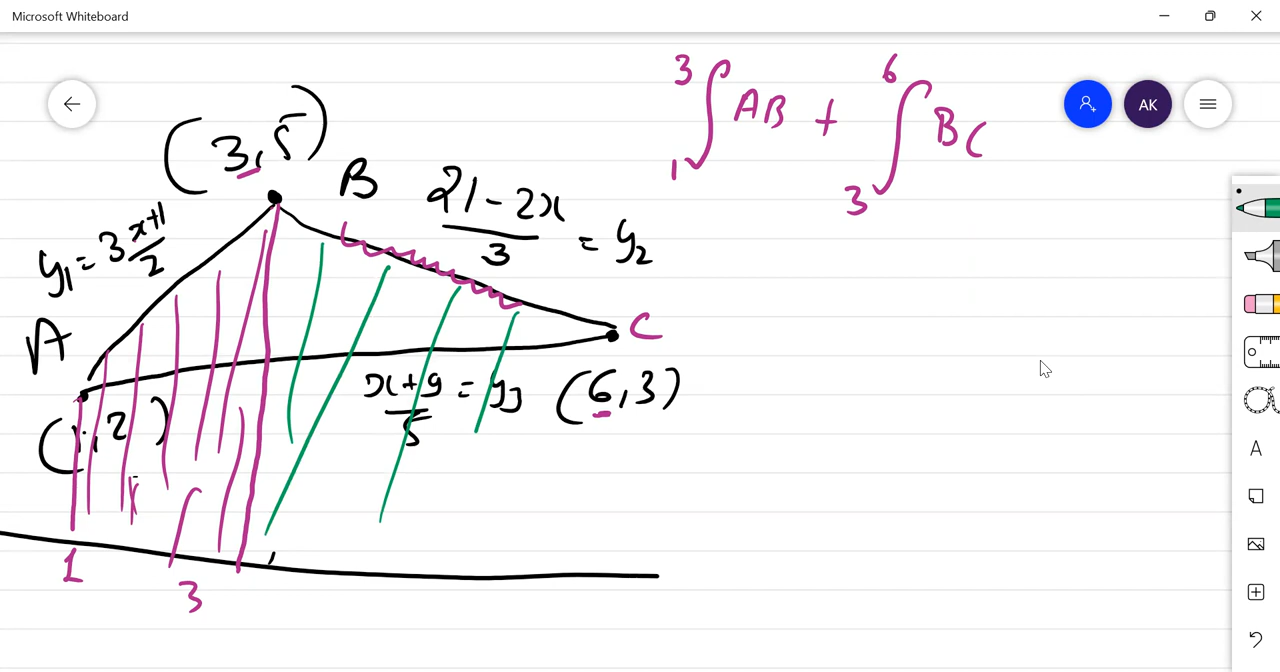 Microsoft Whiteboard
AK
3 ∫ 1 AB + 6 ∫ 3 BC
(3,5)
B
21-2x/3 = y2
y1 = 3x+1/2
A
C
x+9/5 = y3
(6,3)
(1,2)
1
3
A